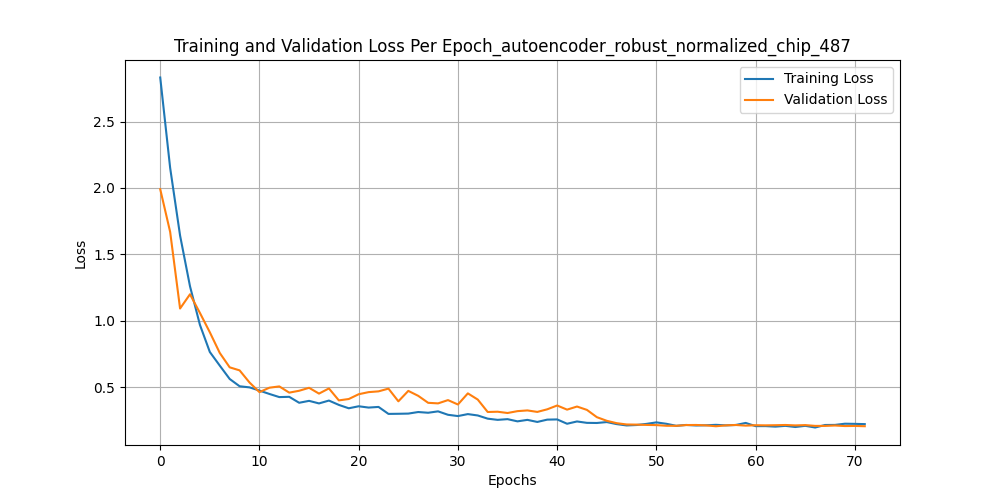 Training and Validation Loss Per Epoch_autoencoder_robust_normalized_chip_487
Training Loss
Validation Loss
2.5
2.0
1.5
1.0
0.5
Loss
0 10 20 30 40 50 60 70
Epochs